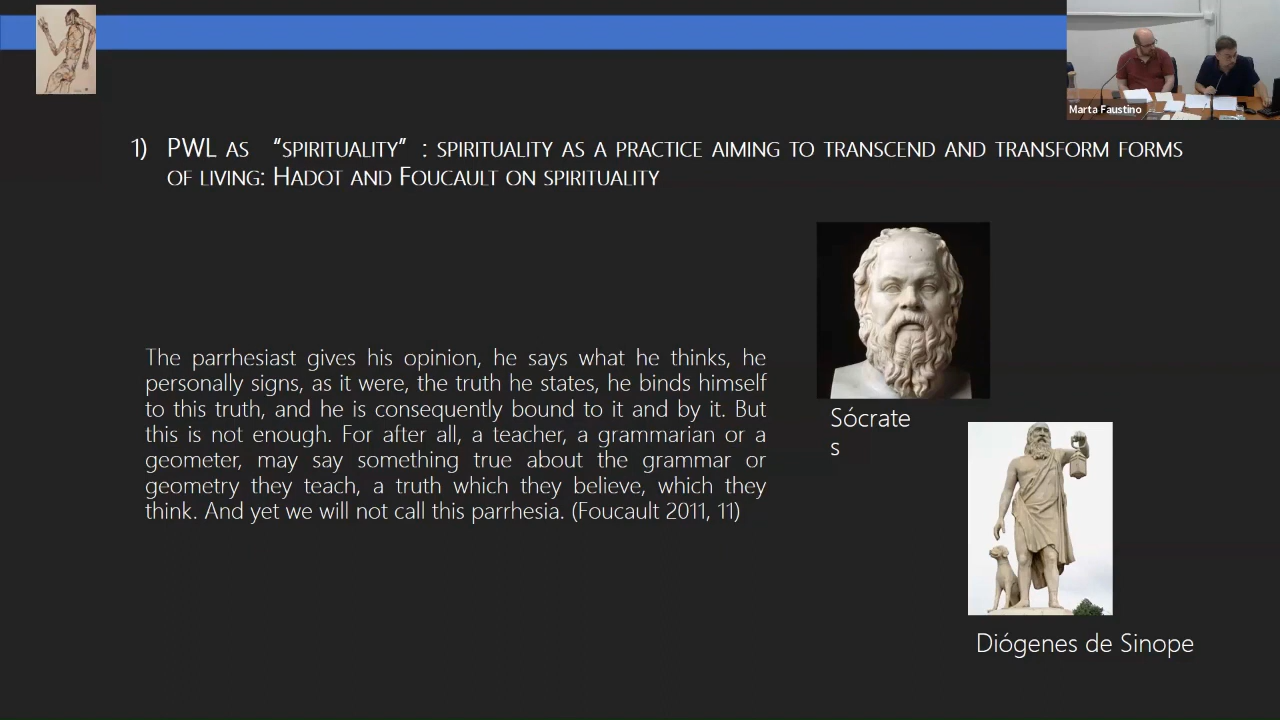 Marta Faustino
1) PWL AS “SPIRITUALITY” : SPIRITUALITY AS A PRACTICE AIMING TO TRANSCEND AND TRANSFORM FORMS
OF LIVING: HADOT AND FOUCAULT ON SPIRITUALITY
The parrhesiast gives his opinion, he says what he thinks, he
personally signs, as it were, the truth he states, he binds himself
to this truth, and he is consequently bound to it and by it. But
this is not enough. For after all, a teacher, a grammarian or a
geometer, may say something true about the grammar or
geometry they teach, a truth which they believe, which they
think. And yet we will not call this parrhesia. (Foucault 2011, 11)
Sócrate
s
Diógenes de Sinope